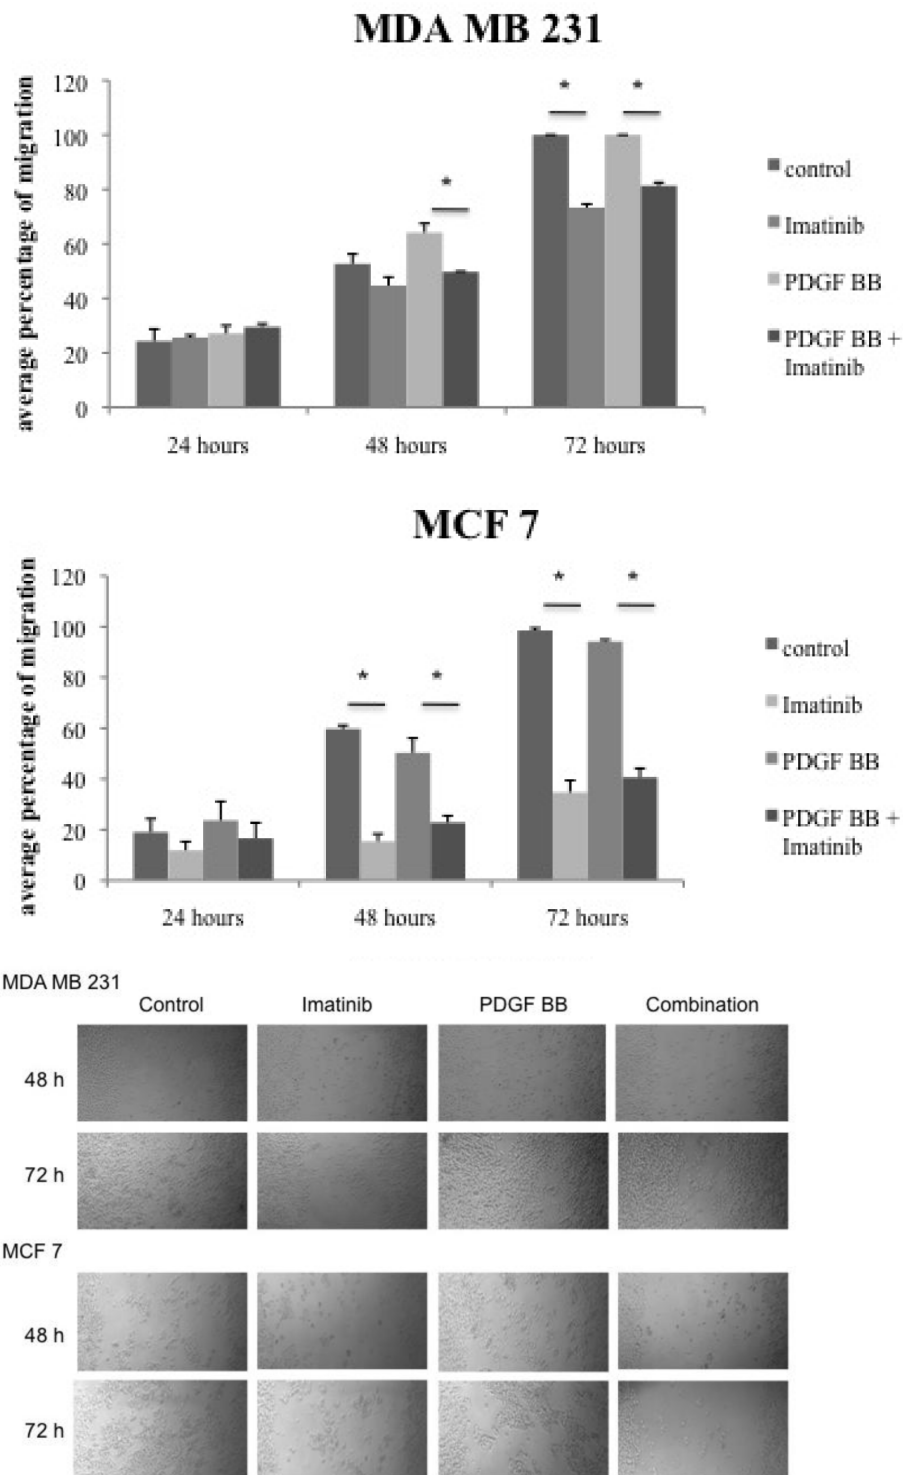 MDA MB 231
average percentage of migration
120
100
80
60
40
20
0
*
*
*
24 hours
48 hours
72 hours
control
Imatinib
PDGF BB
PDGF BB +
Imatinib
MCF 7
average percentage of migration
120
100
80
60
40
20
0
*
*
*
*
24 hours
48 hours
72 hours
control
Imatinib
PDGF BB
PDGF BB +
Imatinib
MDA MB 231
Control Imatinib PDGF BB Combination
48 h
72 h
MCF 7
48 h
72 h